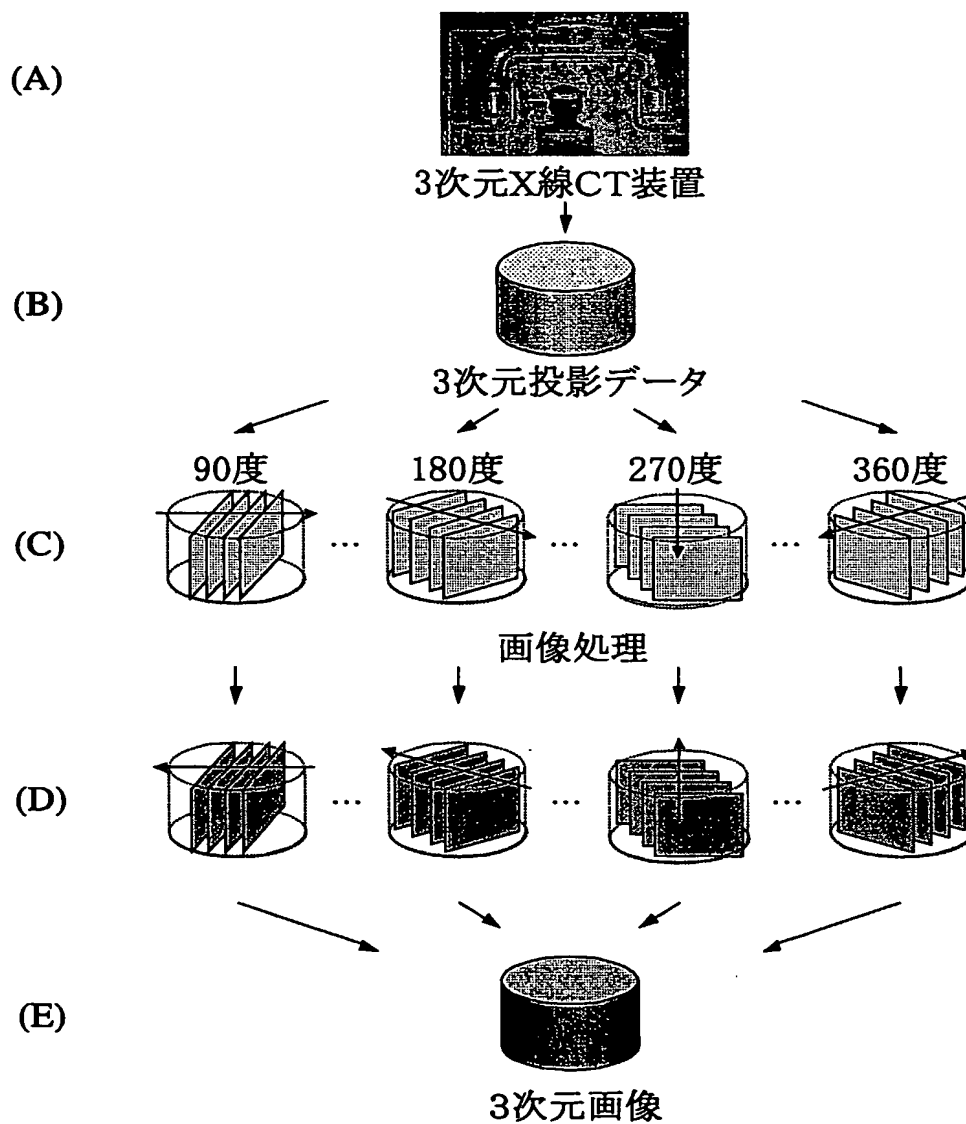 (A)
3次元X線CT装置
(B)
3次元投影データ
90度 180度 270度 360度
(C) … … …
画像処理
(D) … … …
(E)
3次元画像